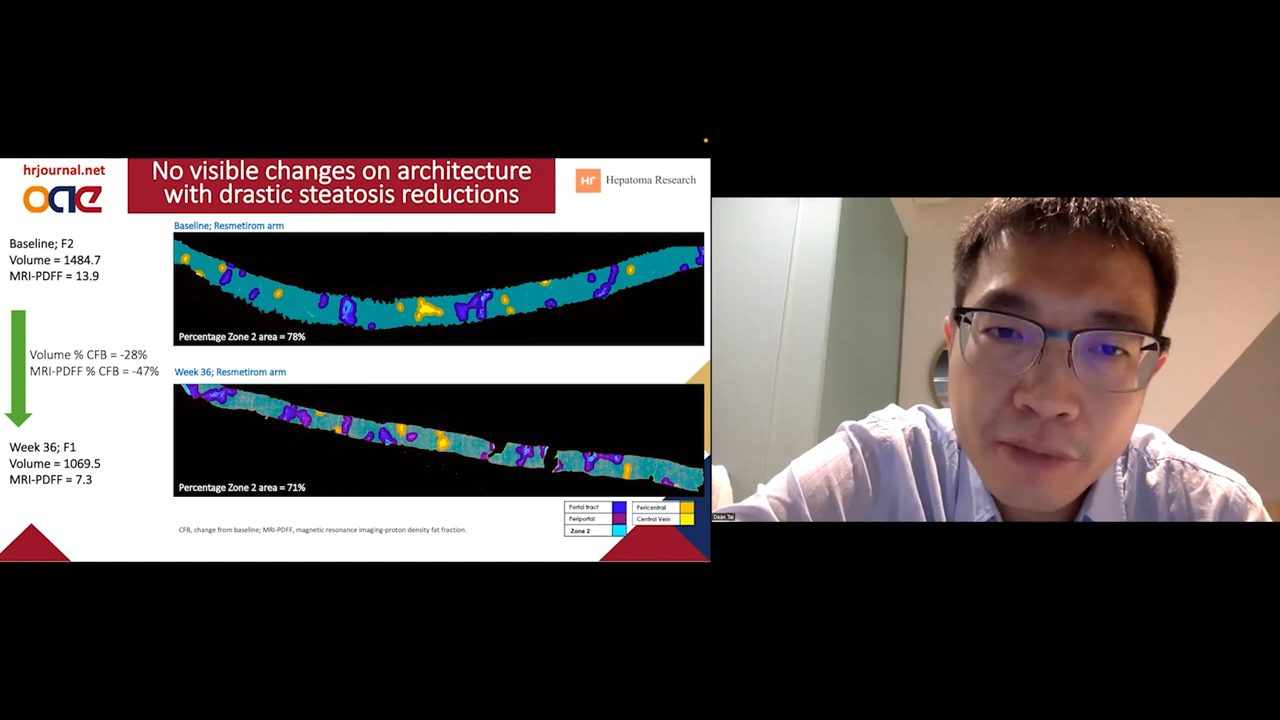 hrjournal.net
oae
No visible changes on architecture
with drastic steatosis reductions
Hr
Hepatoma Research
Baseline; F2
Volume = 1484.7
MRI-PDFF = 13.9
Volume % CFB = -28%
MRI-PDFF % CFB = -47%
Week 36; F1
Volume = 1069.5
MRI-PDFF = 7.3
Baseline; Resmetirom arm
Percentage Zone 2 area = 78%
Week 36; Resmetirom arm
Percentage Zone 2 area = 71%
Portal tract
Pericentral
Periportal
Central Vein
Zone 2
CFB, change from baseline; MRI-PDFF, magnetic resonance imaging-proton density fat fraction.
Dean Tai